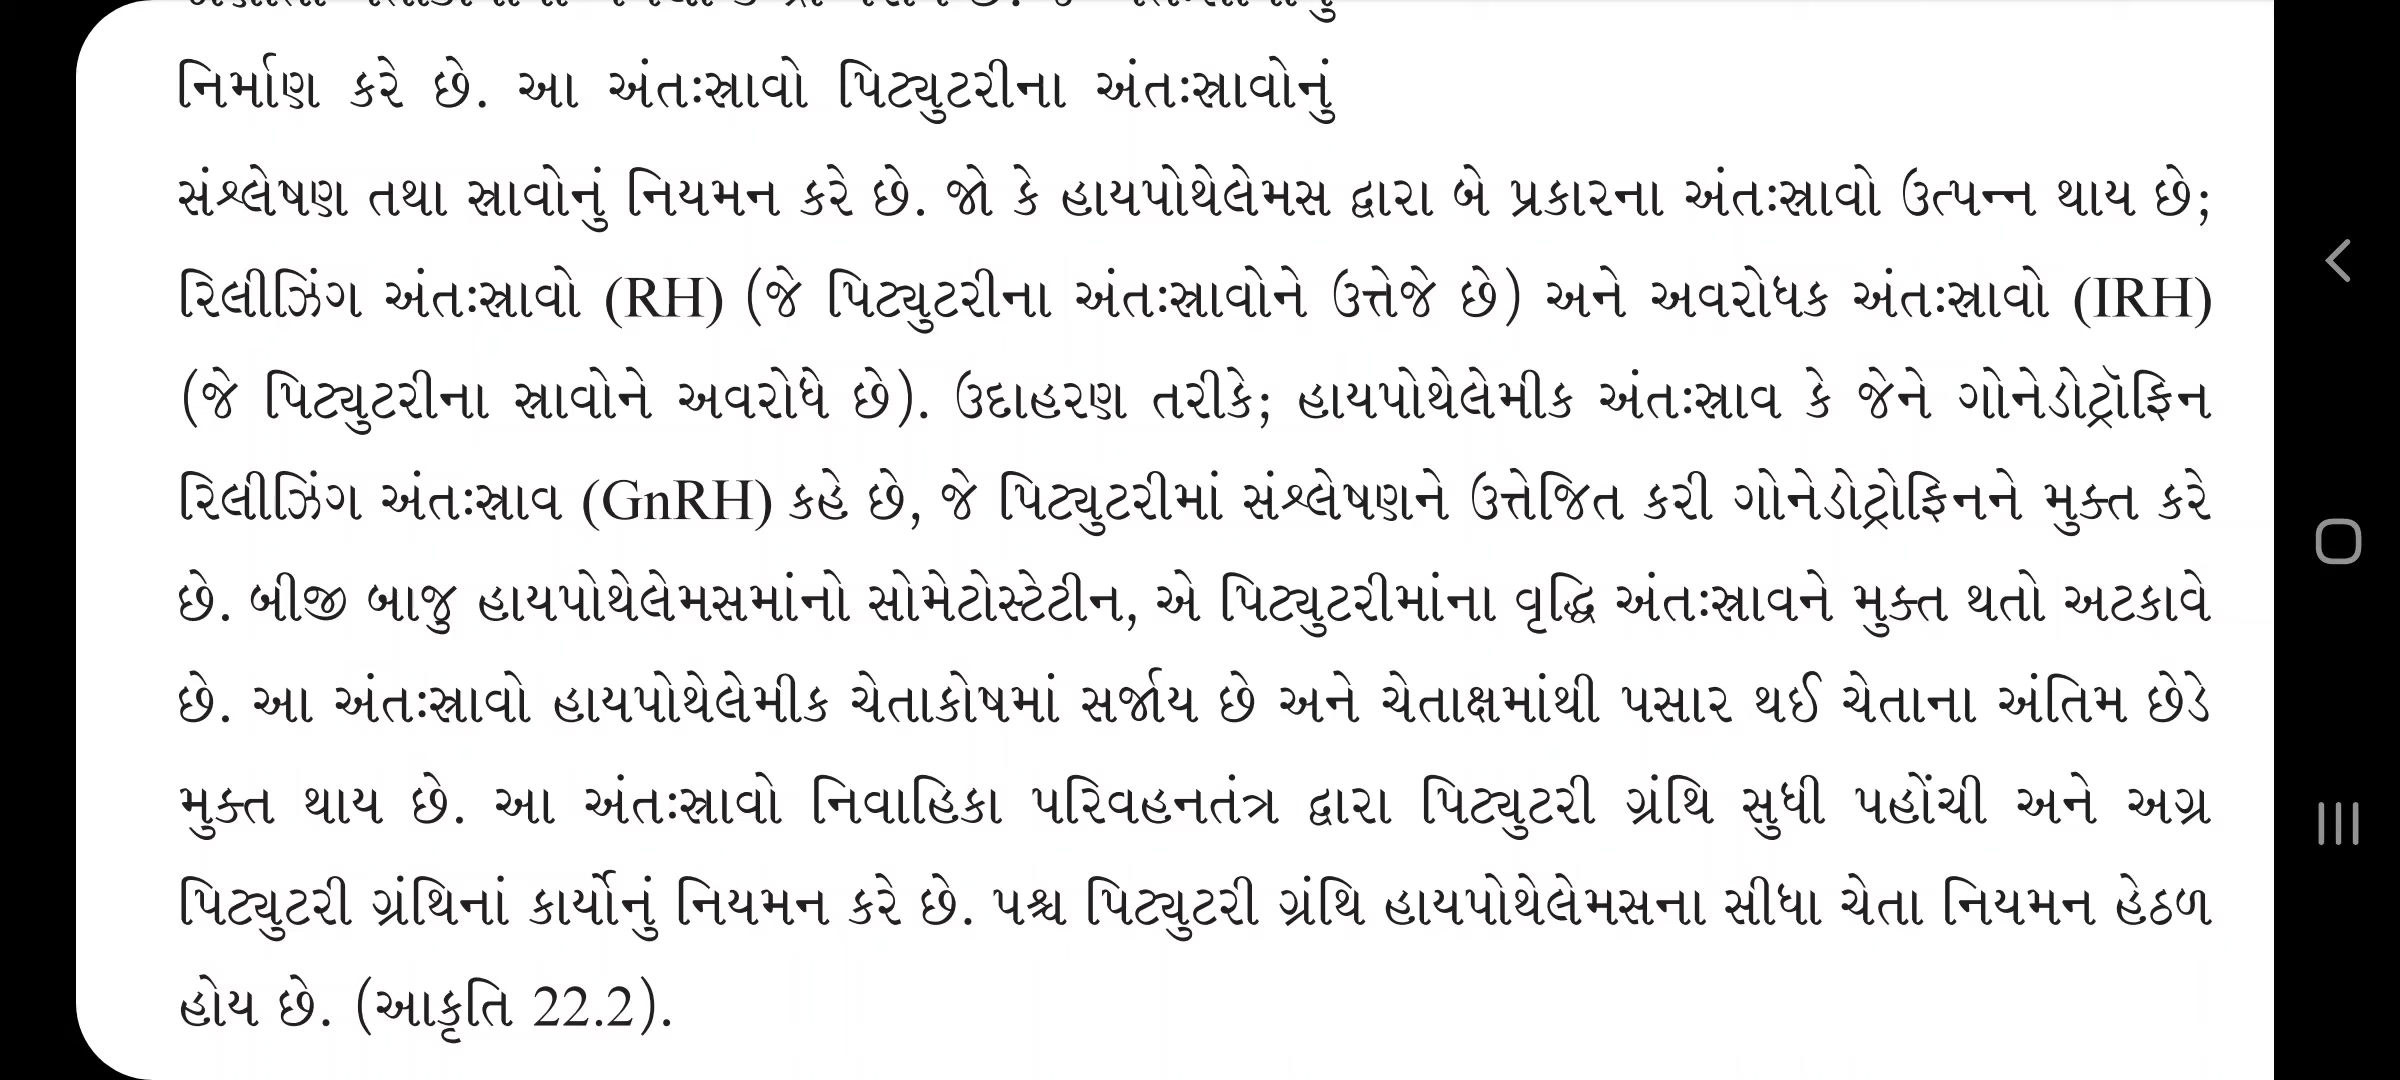 નિર્માણ કરે છે. આ અંતઃસ્રાવો પિટ્યુટરીના અંતઃસ્રાવોનું
સંશ્લેષણ તથા સ્રાવોનું નિયમન કરે છે. જો કે હાયપોથેલેમસ દ્વારા બે પ્રકારના અંતઃસ્રાવો ઉત્પન્ન થાય છે;
રિલીઝિંગ અંતઃસ્રાવો (RH) (જે પિટ્યુટરીના અંતઃસ્રાવોને ઉત્તેજે છે) અને અવરોધક અંતઃસ્રાવો (IRH)
(જે પિટ્યુટરીના સ્રાવોને અવરોધે છે). ઉદાહરણ તરીકે; હાયપોથેલેમીક અંતઃસ્રાવ કે જેને ગોનેડોટ્રૉફિન
રિલીઝિંગ અંતઃસ્રાવ (GnRH) કહે છે, જે પિટ્યુટરીમાં સંશ્લેષણને ઉત્તેજિત કરી ગોનેડોટ્રોફિનને મુક્ત કરે
છે. બીજી બાજુ હાયપોથેલેમસમાંનો સોમેટોસ્ટેટીન, એ પિટ્યુટરીમાંના વૃદ્ધિ અંતઃસ્રાવને મુક્ત થતો અટકાવે
છે. આ અંતઃસ્રાવો હાયપોથેલેમીક ચેતાકોષમાં સર્જાય છે અને ચેતાક્ષમાંથી પસાર થઈ ચેતાના અંતિમ છેડે
મુક્ત થાય છે. આ અંતઃસ્રાવો નિવાહિકા પરિવહનતંત્ર દ્વારા પિટ્યુટરી ગ્રંથિ સુધી પહોંચી અને અગ્ર
પિટ્યુટરી ગ્રંથિનાં કાર્યોનું નિયમન કરે છે. પશ્ચ પિટ્યુટરી ગ્રંથિ હાયપોથેલેમસના સીધા ચેતા નિયમન હેઠળ
હોય છે. (આકૃતિ 22.2).